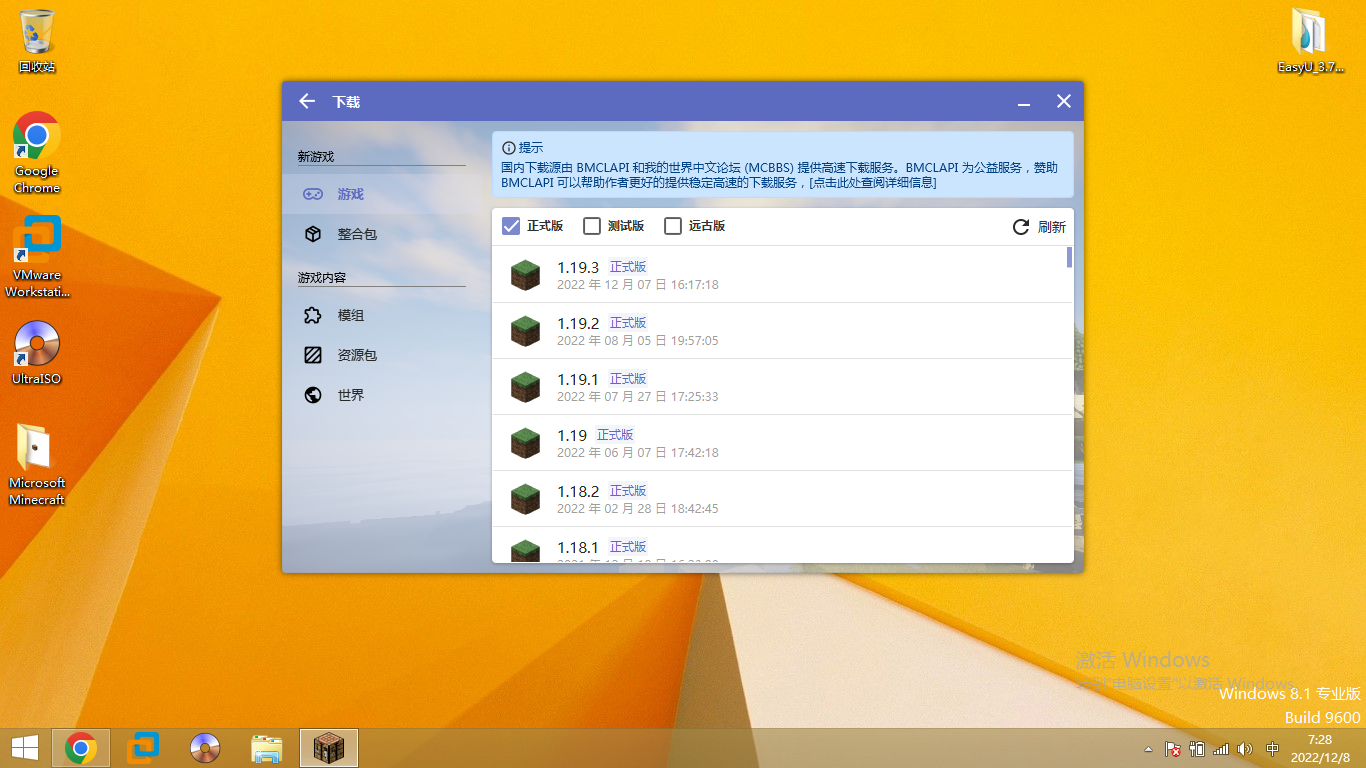 回收站
Google
Chrome
VMware
Workstati...
UltraISO
Microsoft
Minecraft
EasyU_3.7...
下载
新游戏
游戏
整合包
游戏内容
模组
资源包
世界
提示
国内下载源由 BMCLAPI 和我的世界中文论坛 (MCBBS) 提供高速下载服务。BMCLAPI 为公益服务，赞助
BMCLAPI 可以帮助作者更好的提供稳定高速的下载服务，[点击此处查阅详细信息]
正式版 测试版 远古版 刷新
1.19.3 正式版
2022 年 12 月 07 日 16:17:18
1.19.2 正式版
2022 年 08 月 05 日 19:57:05
1.19.1 正式版
2022 年 07 月 27 日 17:25:33
1.19 正式版
2022 年 06 月 07 日 17:42:18
1.18.2 正式版
2022 年 02 月 28 日 18:42:45
1.18.1 正式版
激活 Windows
"电脑设置"以激活 Windows
Windows 8.1 专业版
Build 9600
中
7:28
2022/12/8